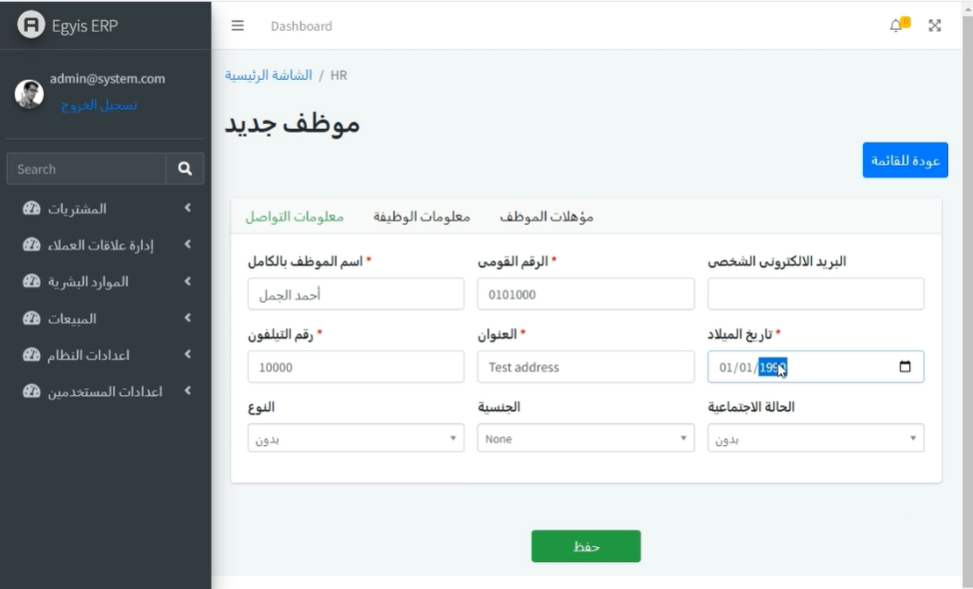 Egyis ERP
Dashboard
admin@system.com
تسجيل الخروج
Search
المشتريات
إدارة علاقات العملاء
الموارد البشرية
المبيعات
اعدادات النظام
اعدادات المستخدمين
الشاشة الرئيسية / HR
موظف جديد
عودة للقائمة
معلومات التواصل
معلومات الوظيفة
مؤهلات الموظف
اسم الموظف بالكامل *
الرقم القومى *
البريد الالكترونى الشخصى
أحمد الجمل
0101000
رقم التيلفون *
العنوان *
تاريخ الميلاد *
10000
Test address
01/01/
النوع
الجنسية
الحالة الاجتماعية
بدون
None
بدون
حفظ